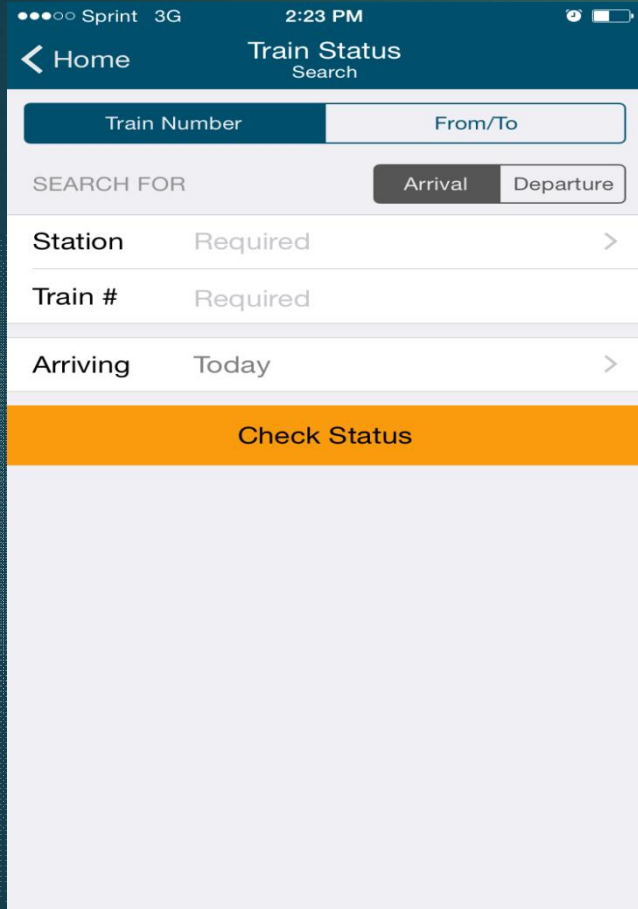 Sprint 3G 2:23 PM
Home Train Status
Search
Train Number From/To
SEARCH FOR Arrival Departure
Station Required
Train # Required
Arriving Today
Check Status